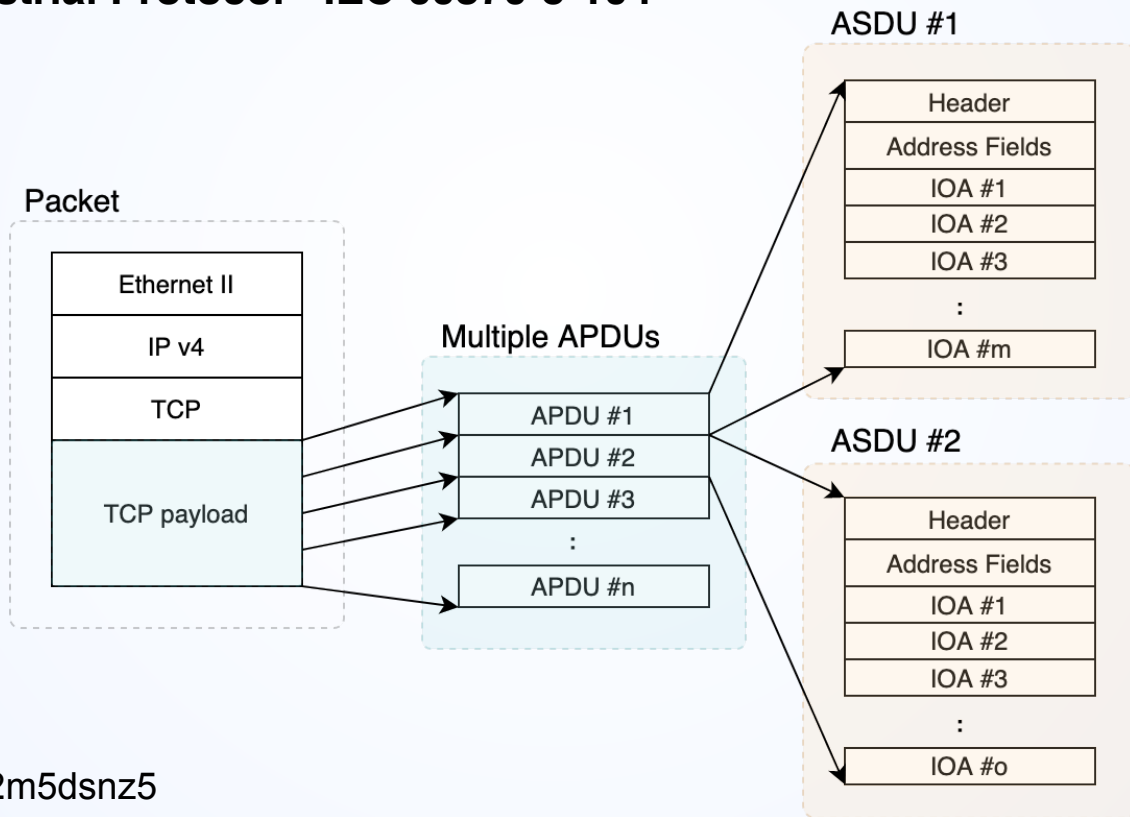 ASDU #1
Header
Address Fields
IOA #1
IOA #2
IOA #3
:
IOA #m
Packet
Ethernet II
IP v4
TCP
TCP payload
Multiple APDUs
APDU #1
APDU #2
APDU #3
:
APDU #n
ASDU #2
Header
Address Fields
IOA #1
IOA #2
IOA #3
:
IOA #o
2m5dsnz5